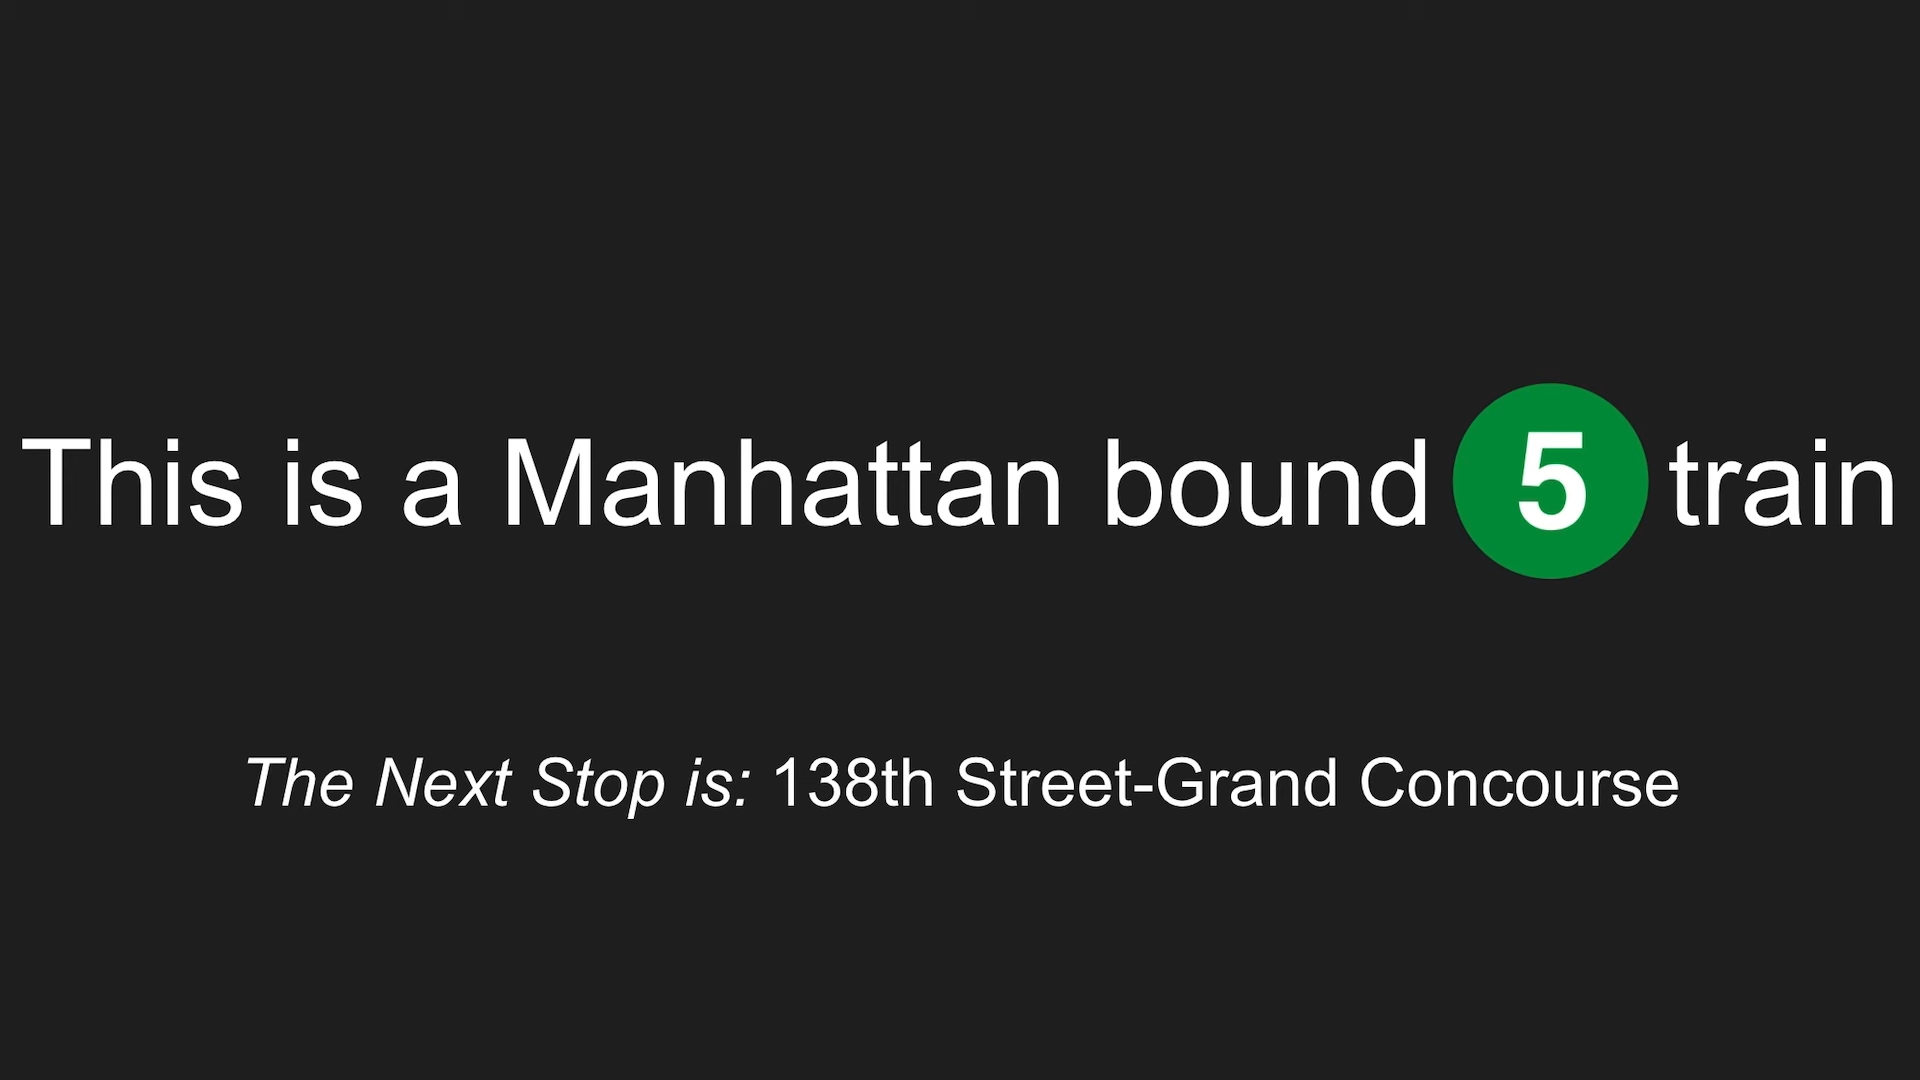 This is a Manhattan bound 5 train
The Next Stop is: 138th Street-Grand Concourse